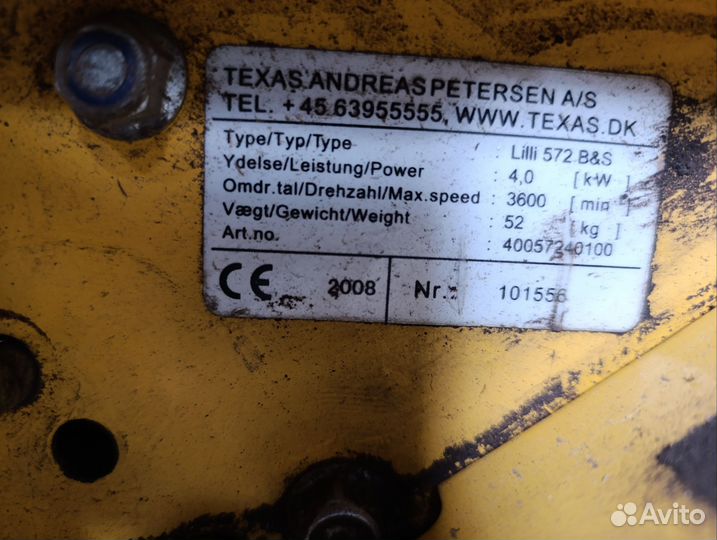 TEXAS ANDREAS PETERSEN A/S
TEL. +45 63955555, WWW.TEXAS.DK
Type/Typ/Type : Lilli 572 B&S
Ydelse/Leistung/Power : 4,0 [kW]
Omdr.tal/Drehzahl/Max.speed : 3600 [min]
Vægt/Gewicht/Weight : 52 [kg]
Art.no. : 40057240100
CE 2008 Nr.: 101556
Avito